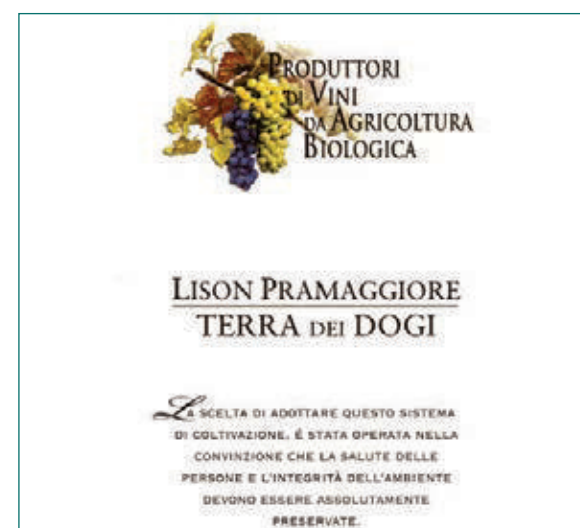 PRODUTTORI
DI VINI
DA AGRICOLTURA
BIOLOGICA
LISON PRAMAGGIORE
TERRA DEI DOGI
LA SCELTA DI ADOTTARE QUESTO SISTEMA
DI COLTIVAZIONE, É STATA OPERATA NELLA
CONVINZIONE CHE LA SALUTE DELLE
PERSONE E L'INTEGRITÀ DELL'AMBIENTE
DEVONO ESSERE ASSOLUTAMENTE
PRESERVATE.